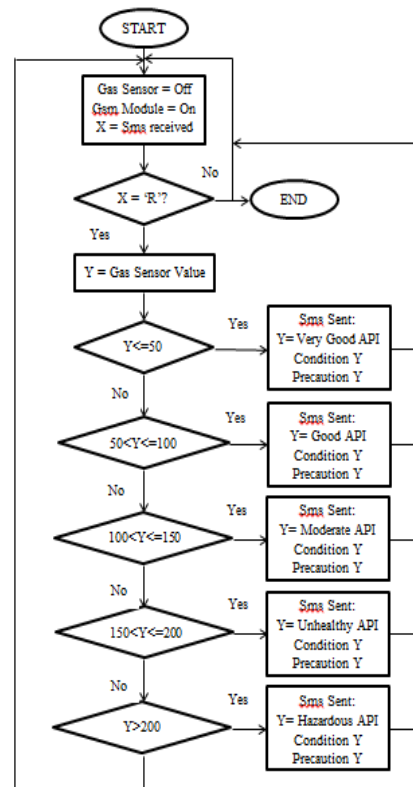 START
Gas Sensor = Off
Gsm Module = On
X = Sms received
No
X = ‘R’?
END
Yes
Y = Gas Sensor Value
Yes
Y<=50
Sms Sent:
Y= Very Good API
Condition Y
Precaution Y
No
Yes
50<Y<=100
Sms Sent:
Y= Good API
Condition Y
Precaution Y
No
Yes
100<Y<=150
Sms Sent:
Y= Moderate API
Condition Y
Precaution Y
No
Yes
150<Y<=200
Sms Sent:
Y= Unhealthy API
Condition Y
Precaution Y
No
Yes
Y>200
Sms Sent:
Y= Hazardous API
Condition Y
Precaution Y